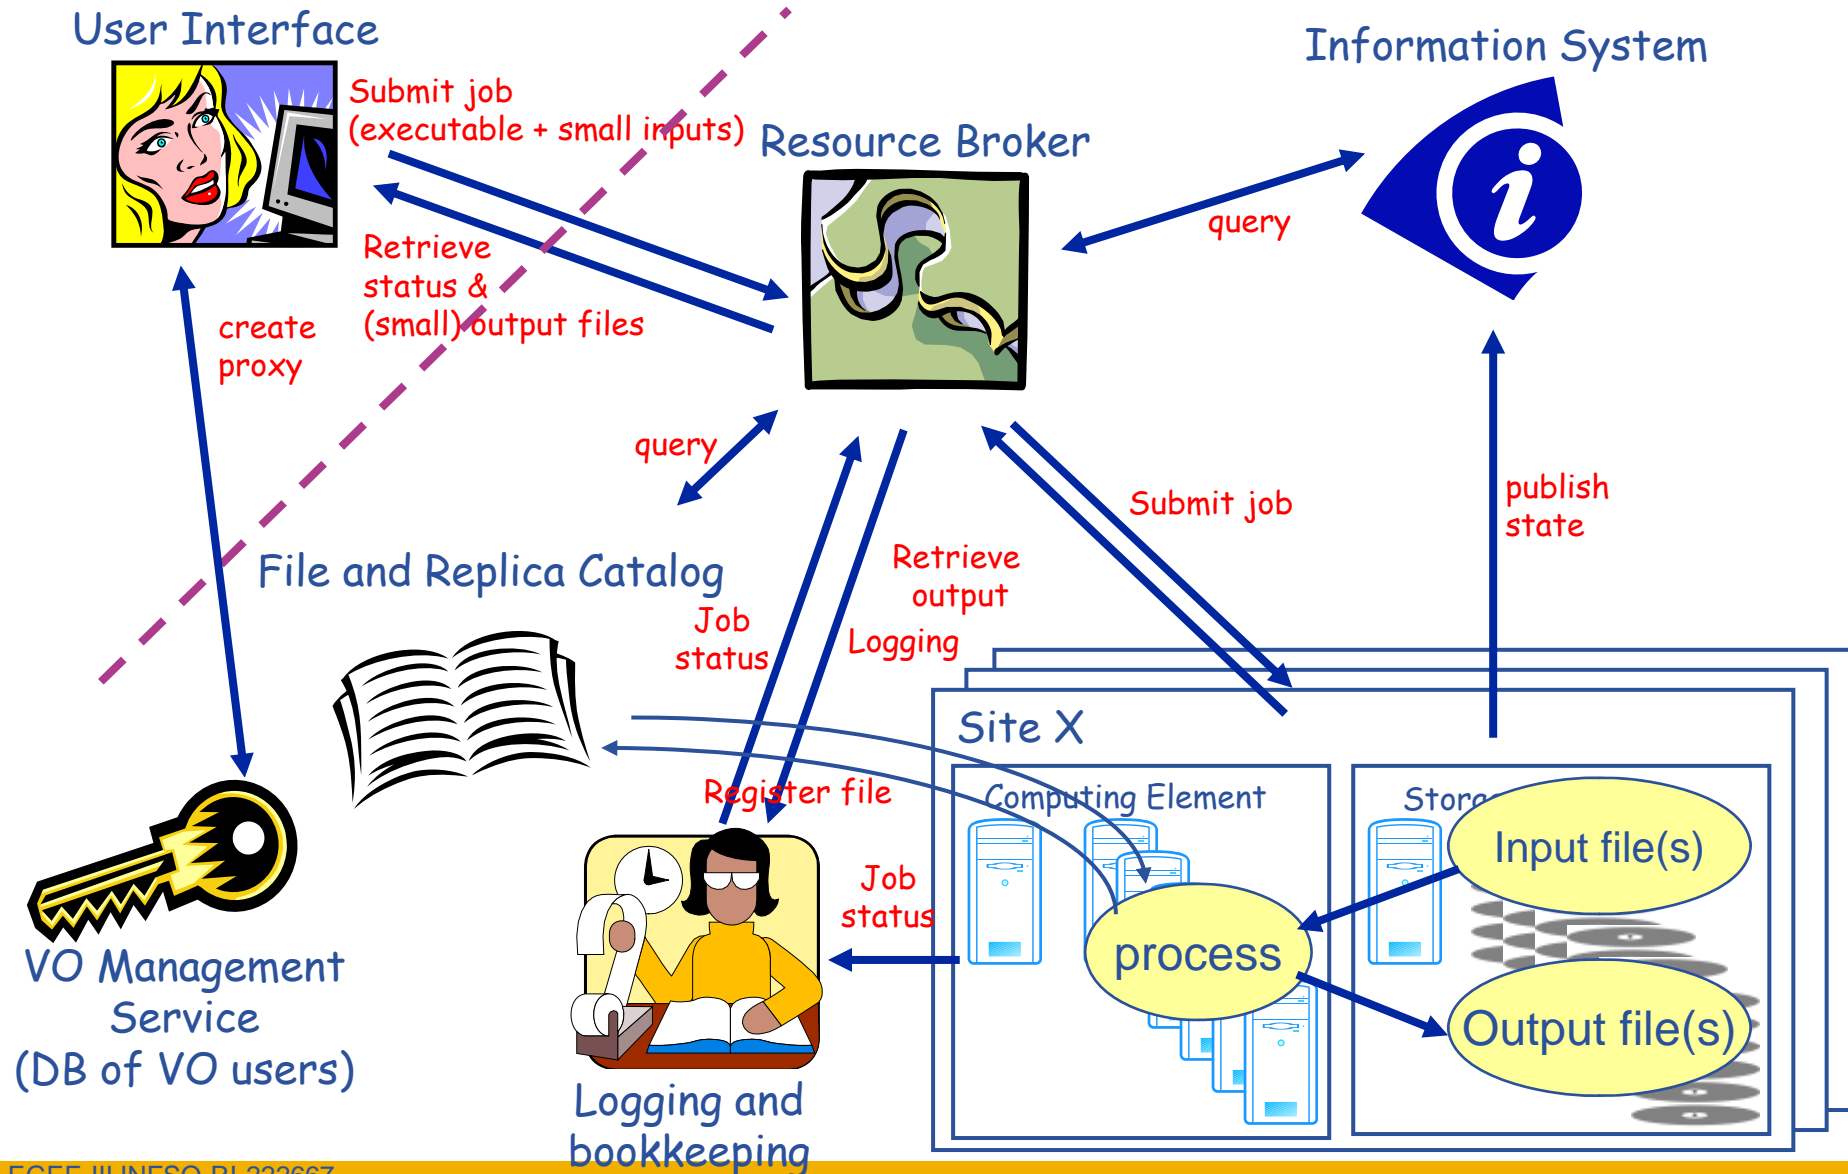 User Interface
Information System
Submit job
(executable + small inputs)
Resource Broker
query
Retrieve
status &
(small) output files
create
proxy
query
Submit job
publish
state
File and Replica Catalog
Retrieve
output
Job
status
Logging
Site X
Register file
Computing Element
Input file(s)
Job
status
process
VO Management
Service
(DB of VO users)
Output file(s)
Logging and
bookkeeping